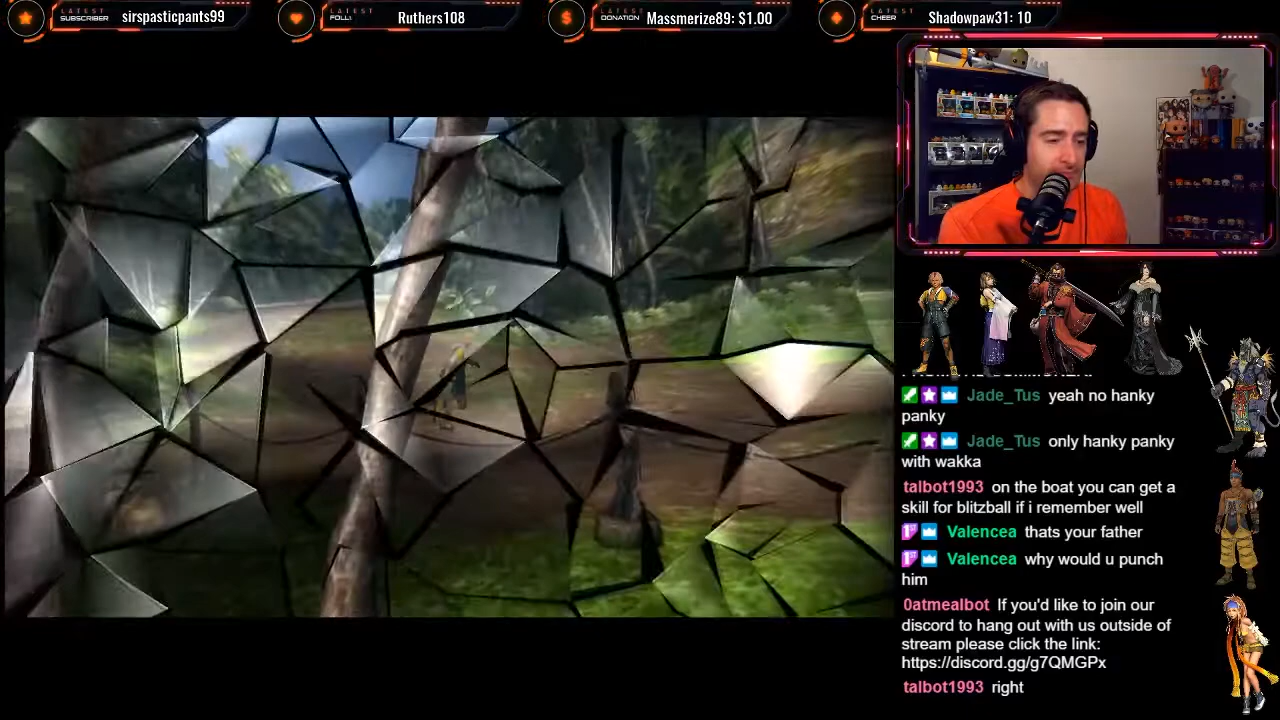 LATEST
SUBSCRIBER
sirspasticpants99
LATEST
Ruthers108
LATEST
DONATION
Massmerize89: $1.00
LATEST
CHEER
Shadowpaw31: 10
Jade_Tus yeah no hanky
panky
Jade_Tus only hanky panky
with wakka
talbot1993 on the boat you can get a
skill for blitzball if i remember well
Valencea thats your father
Valencea why would u punch
him
0atmealbot If you'd like to join our
discord to hang out with us outside of
stream please click the link:
https://discord.gg/g7QMGPx
talbot1993 right